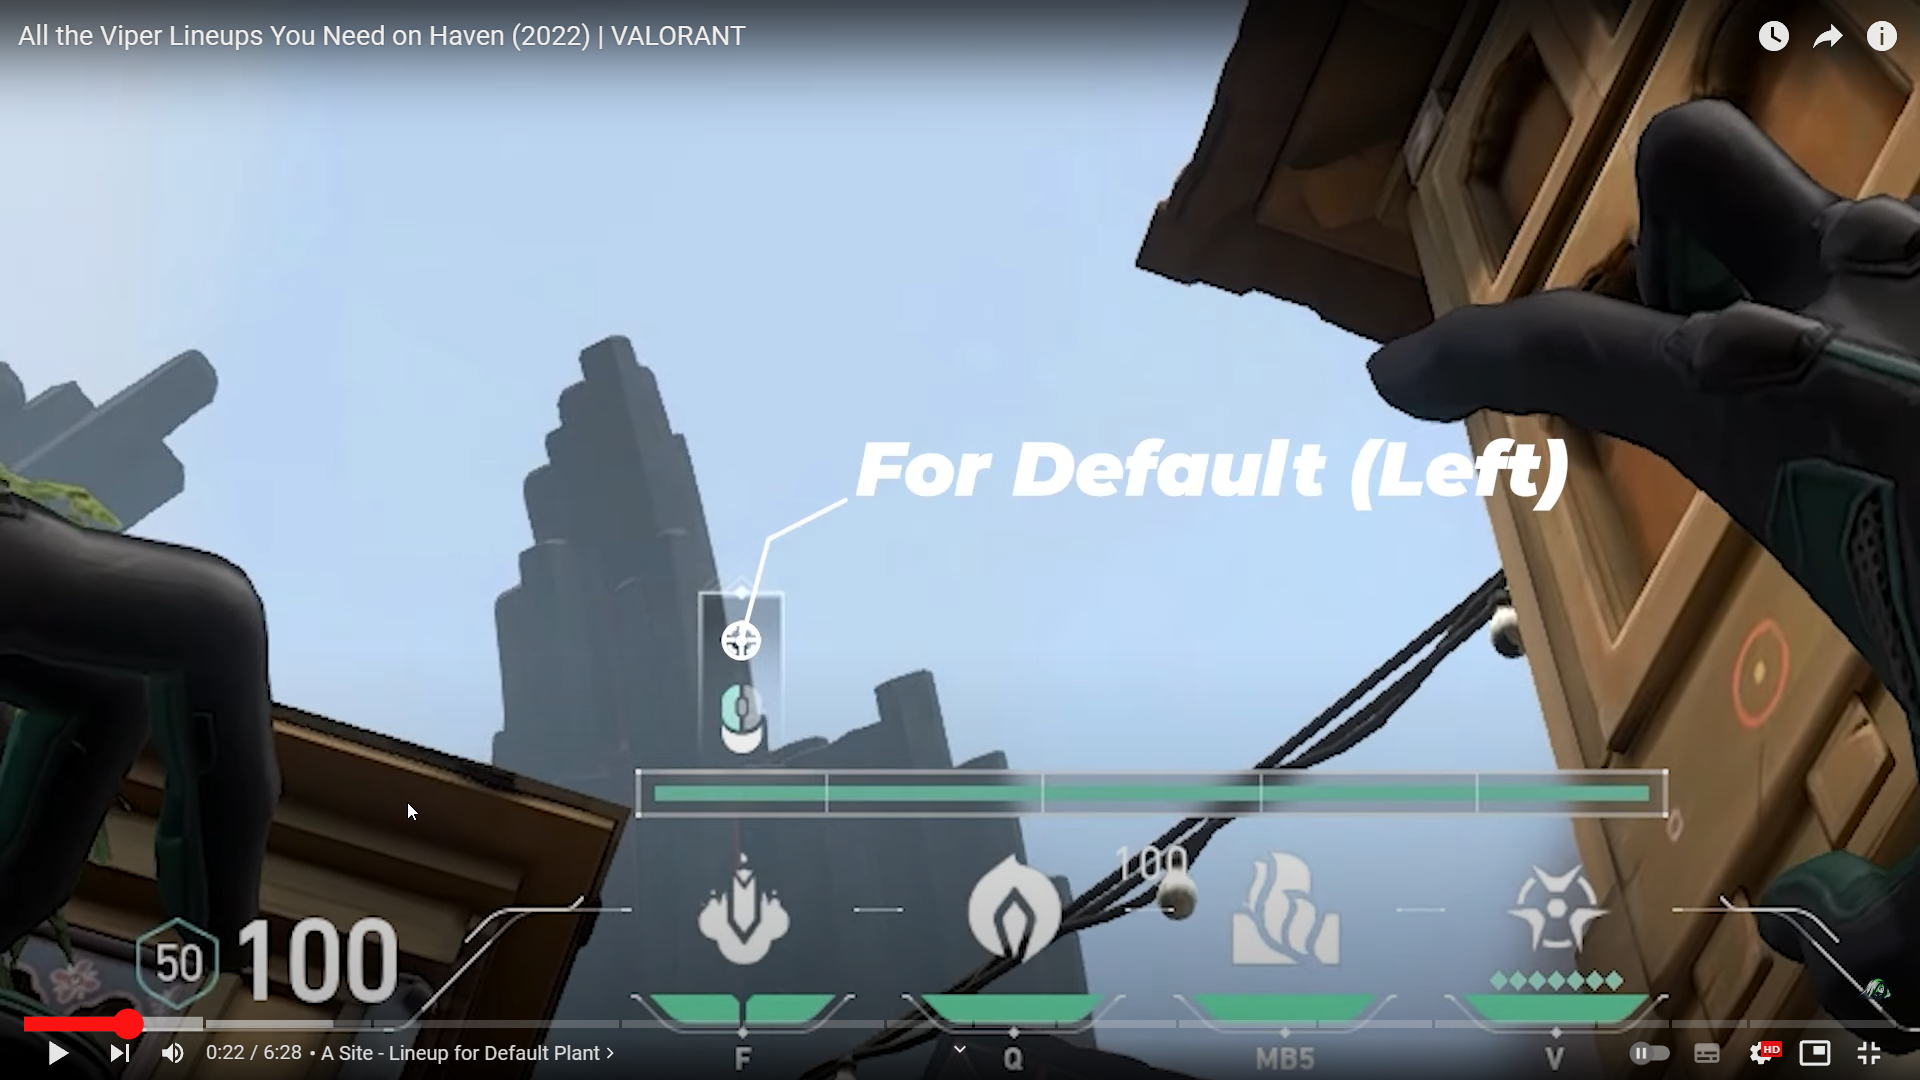 All the Viper Lineups You Need on Haven (2022) | VALORANT
For Default (Left)
100
50
100
F
Q
MB5
V
0:22 / 6:28 • A Site - Lineup for Default Plant
HD